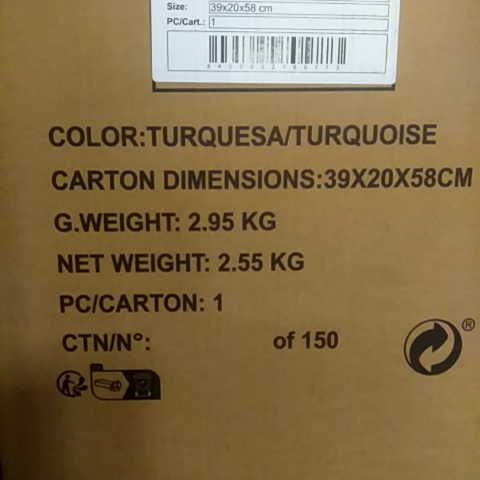 Size: 39x20x58 cm
PC/Cart.: 1
COLOR:TURQUESA/TURQUOISE
CARTON DIMENSIONS:39X20X58CM
G.WEIGHT: 2.95 KG
NET WEIGHT: 2.55 KG
PC/CARTON: 1
CTN/Nº: of 150
®